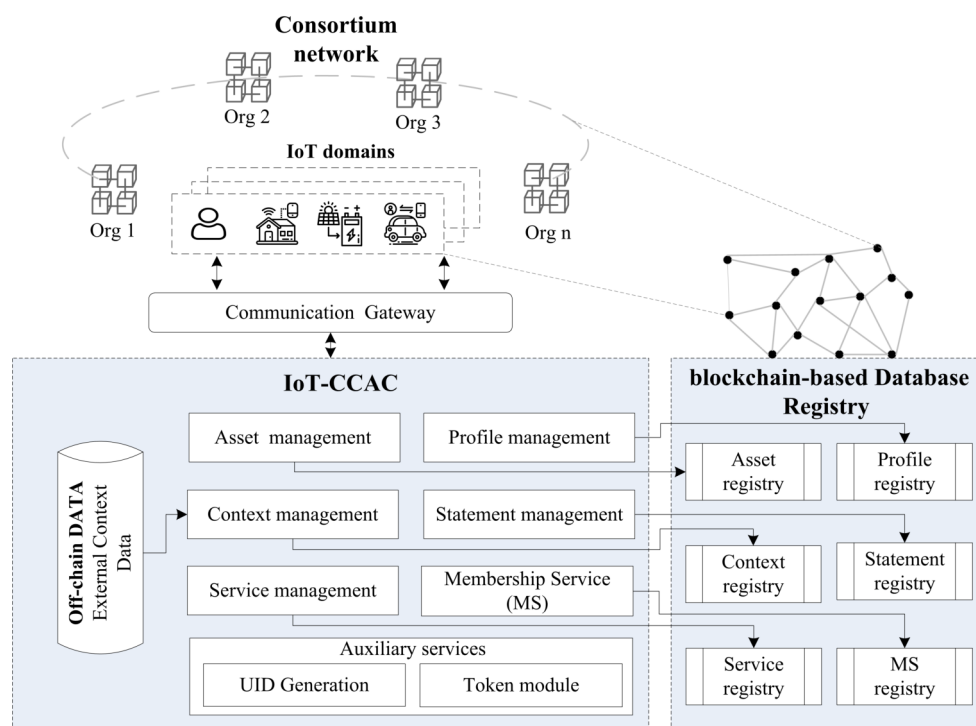 Consortium
network
Org 2
Org 3
IoT domains
Org 1
Org n
Communication Gateway
IoT-CCAC
Off-chain DATA
External Context
Data
Asset management
Profile management
Context management
Statement management
Service management
Membership Service
(MS)
Auxiliary services
UID Generation
Token module
blockchain-based Database
Registry
Asset
registry
Profile
registry
Context
registry
Statement
registry
Service
registry
MS
registry